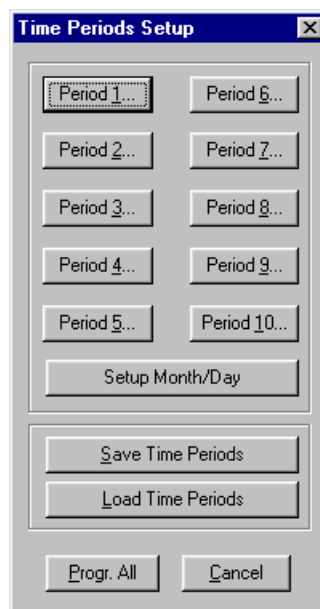 Time Periods Setup
Period 1...
Period 6...
Period 2...
Period 7...
Period 3...
Period 8...
Period 4...
Period 9...
Period 5...
Period 10...
Setup Month/Day
Save Time Periods
Load Time Periods
Progr. All
Cancel